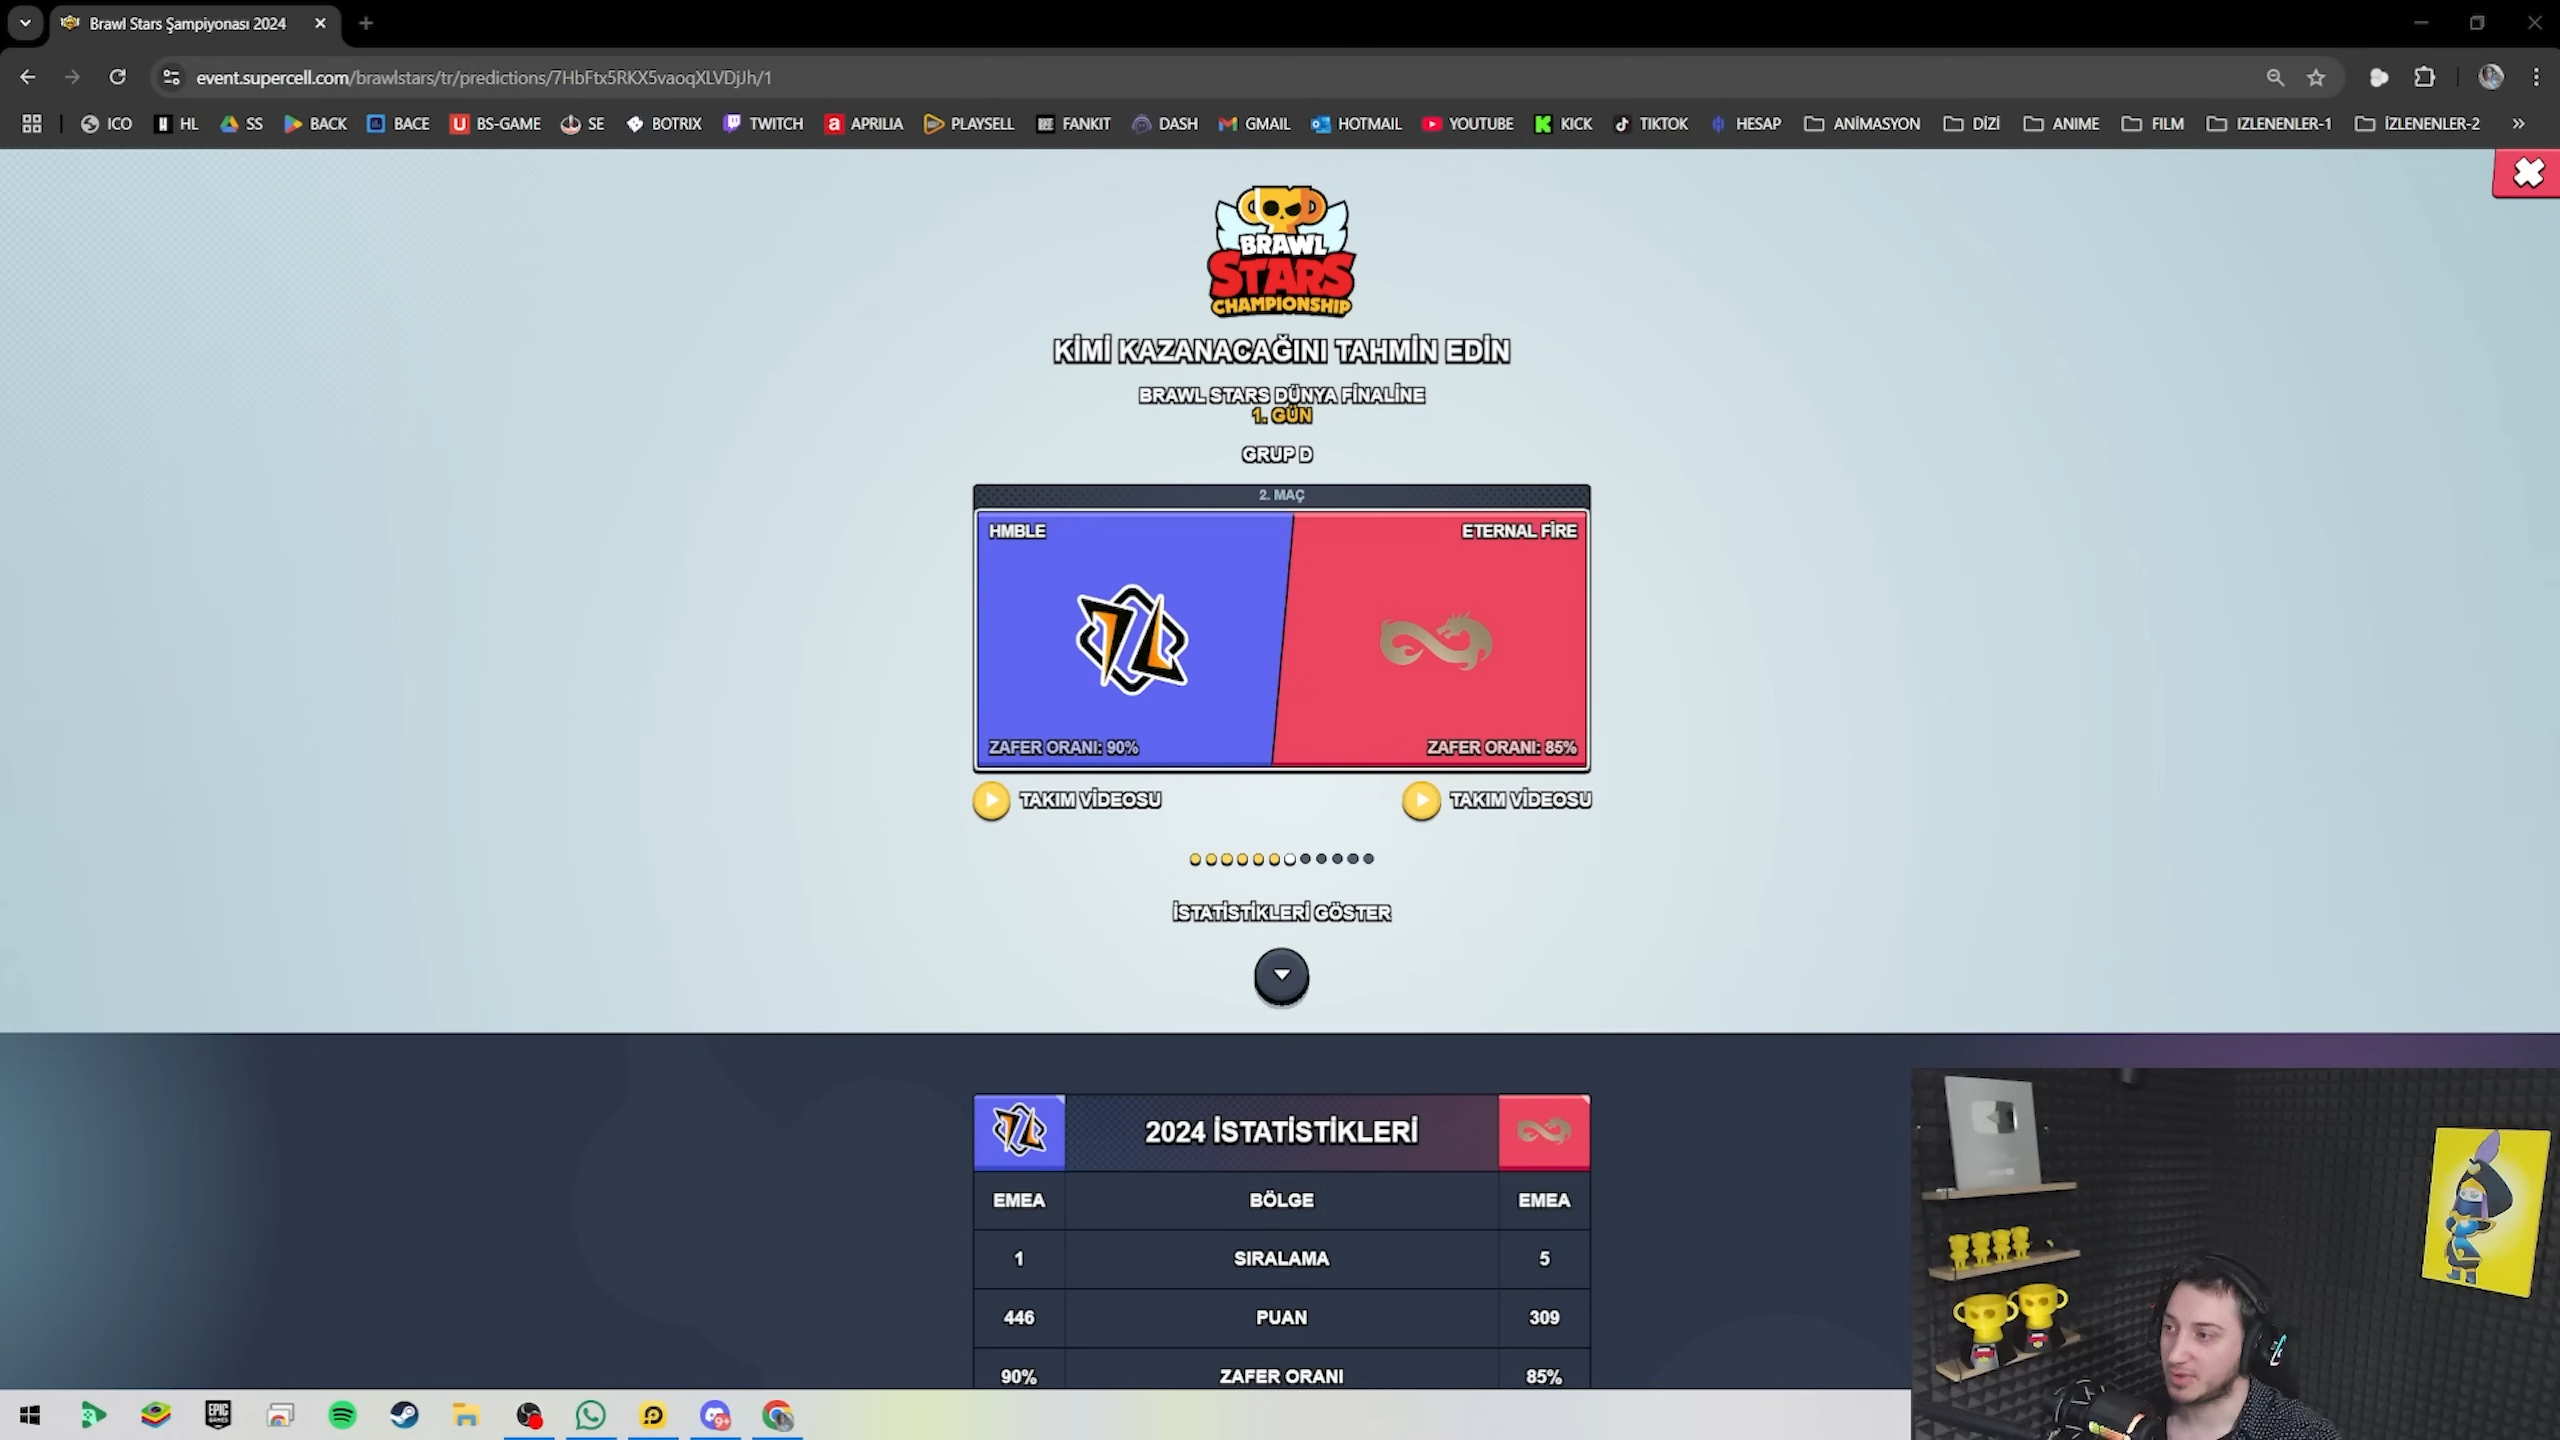 Brawl Stars Şampiyonası 2024
event.supercell.com/brawlstars/tr/predictions/7HbFtx5RKX5vaoqXLVDjJh/1
ICO HL SS BACK BACE BS-GAME SE BOTRIX TWITCH APRILIA PLAYSELL FANKIT DASH GMAIL HOTMAIL YOUTUBE KICK TIKTOK HESAP ANİMASYON DİZİ ANIME FILM IZLENENLER-1 İZLENENLER-2
BRAWL
STARS
CHAMPIONSHIP
KİMİ KAZANACAĞINI TAHMİN EDİN
BRAWL STARS DÜNYA FİNALİNE
1. GÜN
GRUP D
2. MAÇ
HMBLE ETERNAL FİRE
ZAFER ORANI: 90% ZAFER ORANI: 85%
TAKIM VİDEOSU TAKIM VİDEOSU
İSTATİSTİKLERİ GÖSTER
2024 İSTATİSTİKLERİ
EMEA BÖLGE EMEA
1 SIRALAMA 5
446 PUAN 309
90% ZAFER ORANI 85%
EPIC
GAMES
9+